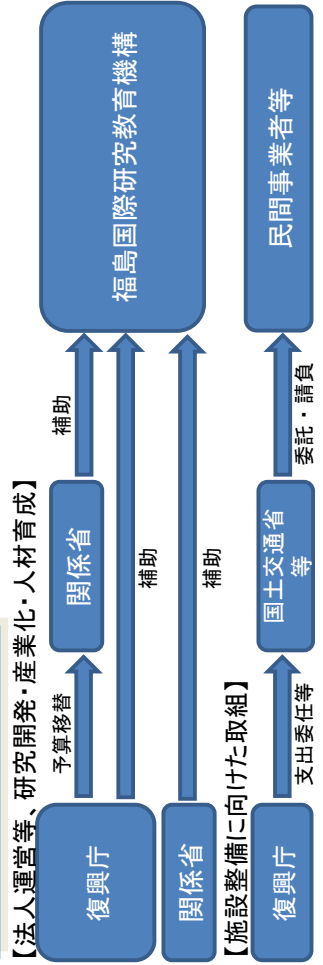 【法人運営等、研究開発・産業化・人材育成】
復興庁
予算移替
関係省
補助
福島国際研究教育機構
補助
関係省
補助
【施設整備に向けた取組】
復興庁
支出委任等
国土交通省
等
委託・請負
民間事業者等